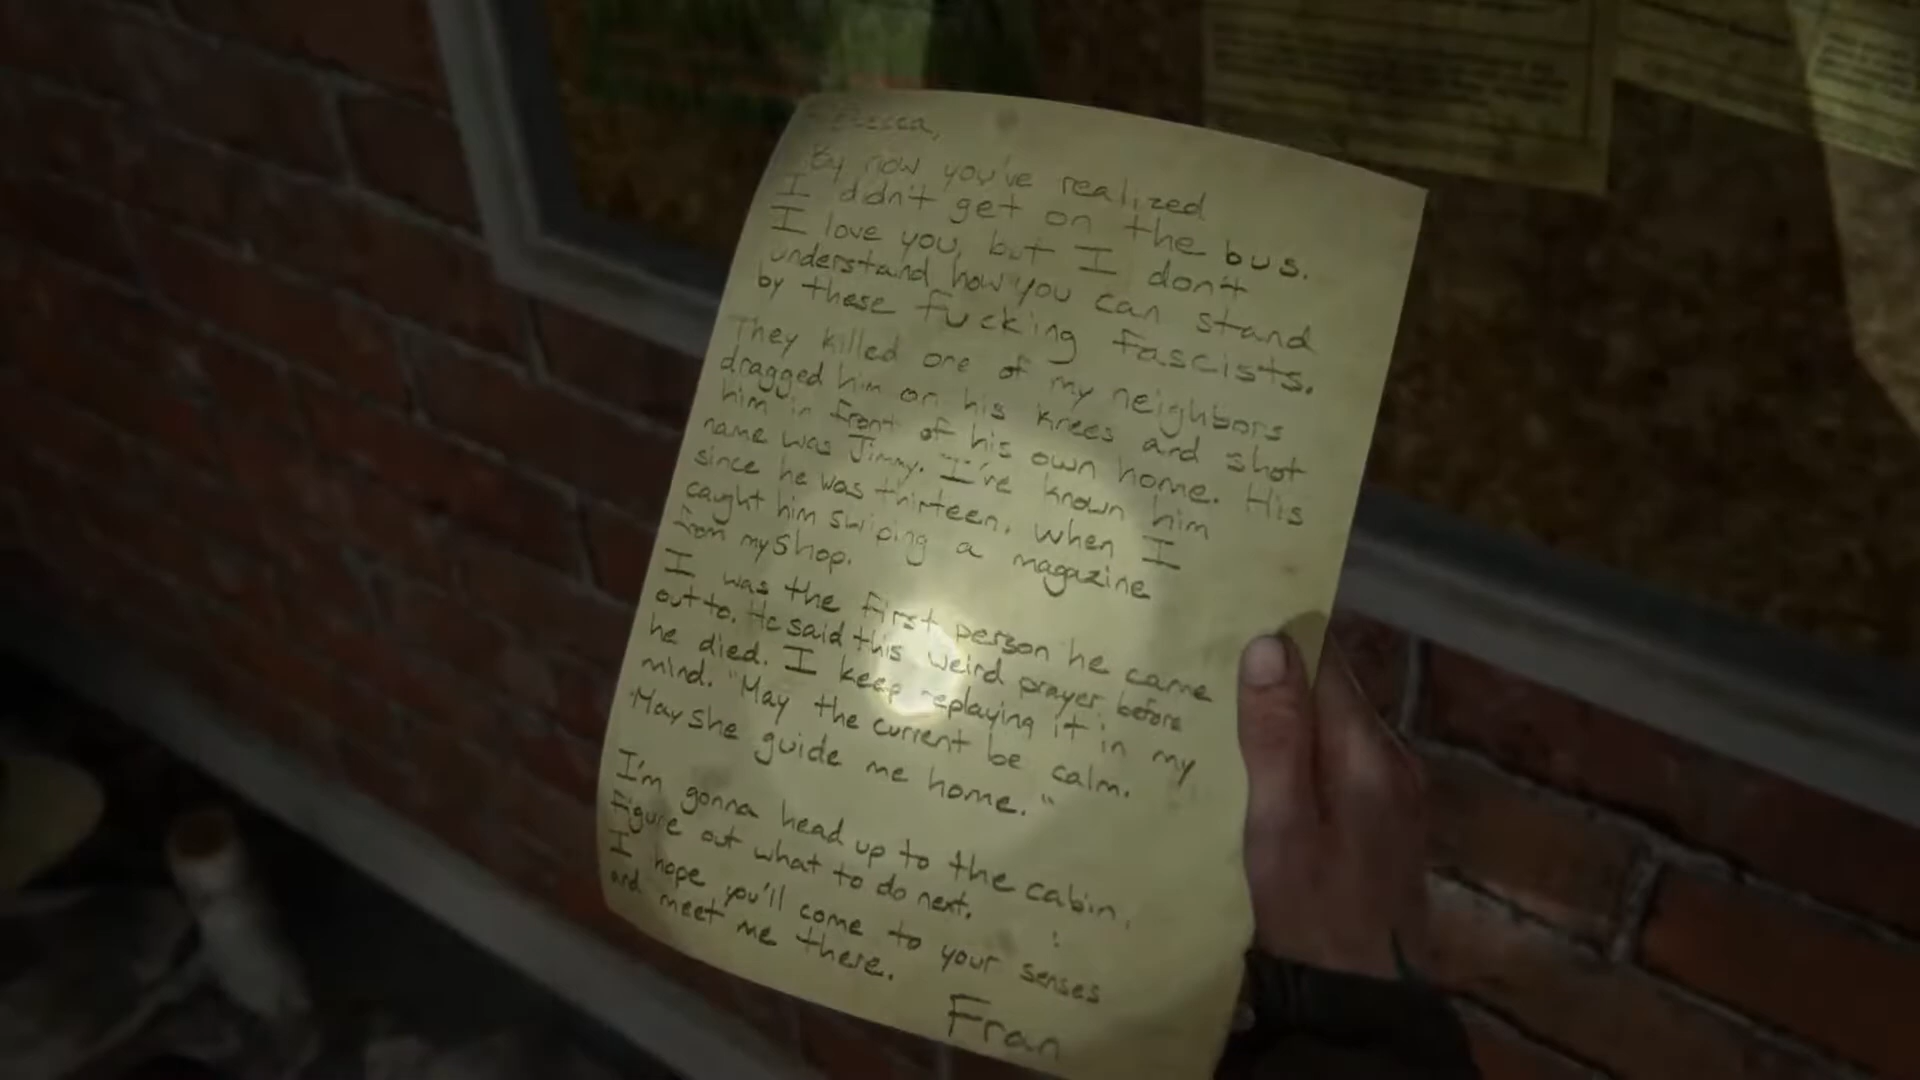 By now you've realized
I didn't get on the bus.
I love you, but I don't
understand how you can stand
by these fucking fascists.
They killed one of my neighbors
dragged him on his knees and shot
him in front of his own home. His
name was Jimmy. I've known him
since he was thirteen. When I
caught him swiping a magazine
from my shop.
I was the first person he came
out to. He said this weird prayer before
he died. I keep replaying it in my
mind. "May the current be calm.
May she guide me home."
I'm gonna head up to the cabin.
Figure out what to do next.
I hope you'll come to your senses
and meet me there.
Fran